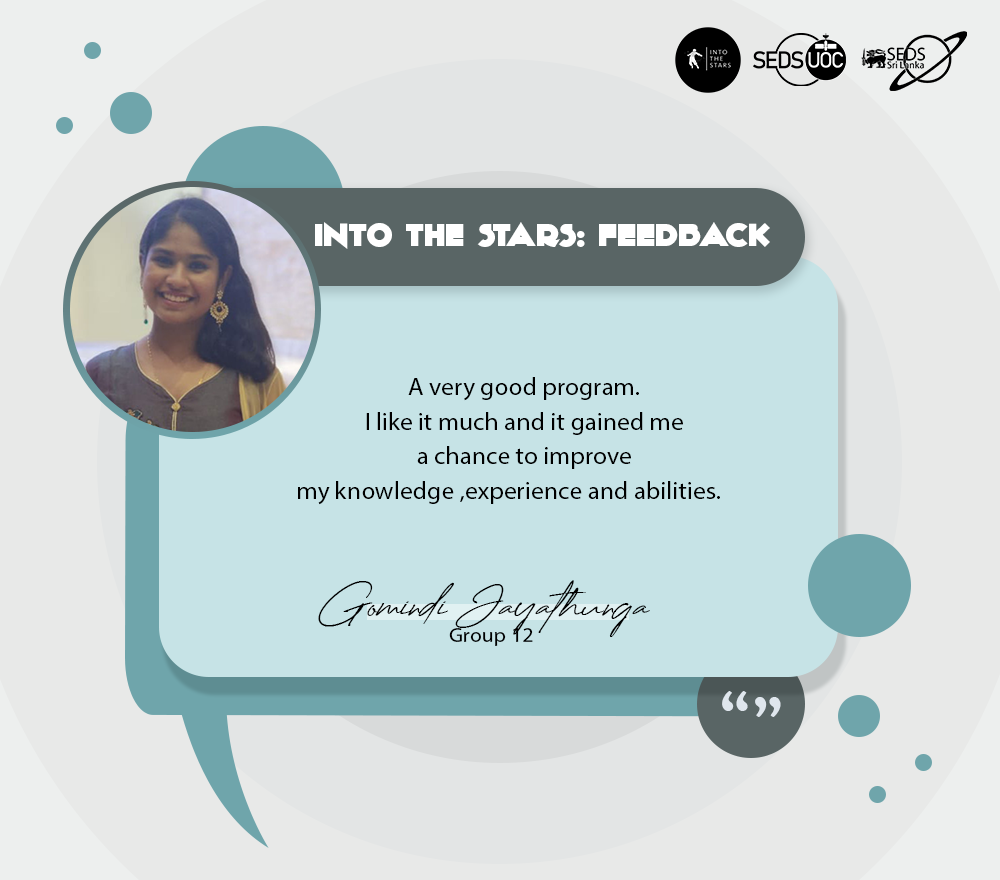 INTO
THE
STARS
SEDS UOC
SEDS
Sri Lanka
INTO THE STARS: FEEDBACK
A very good program.
I like it much and it gained me
a chance to improve
my knowledge ,experience and abilities.
Gomindi Jayathunga
Group 12
“”